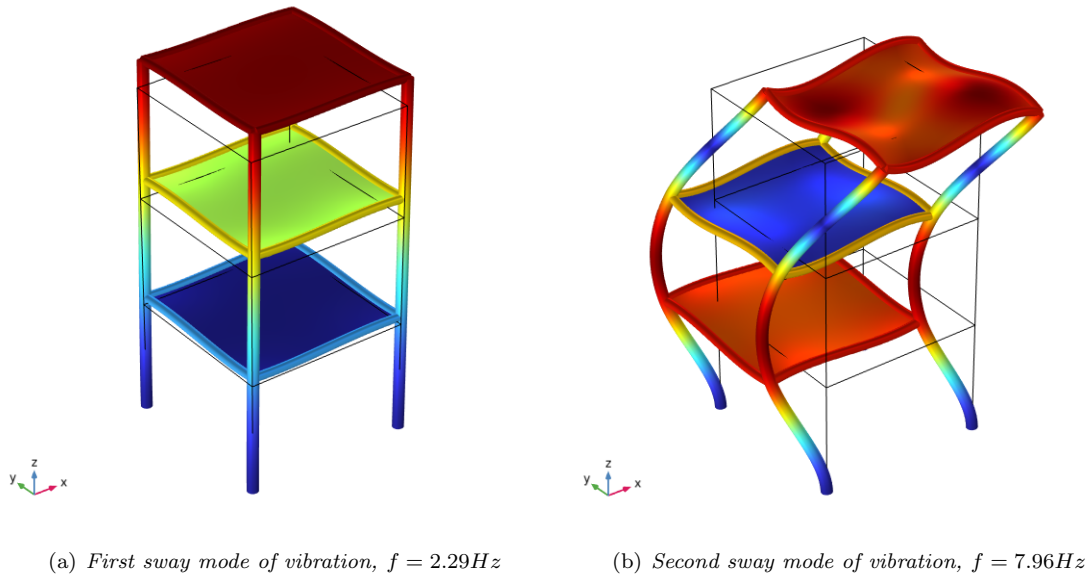 z
y
x
z
y
x
(a) First sway mode of vibration, f = 2.29Hz
(b) Second sway mode of vibration, f = 7.96Hz